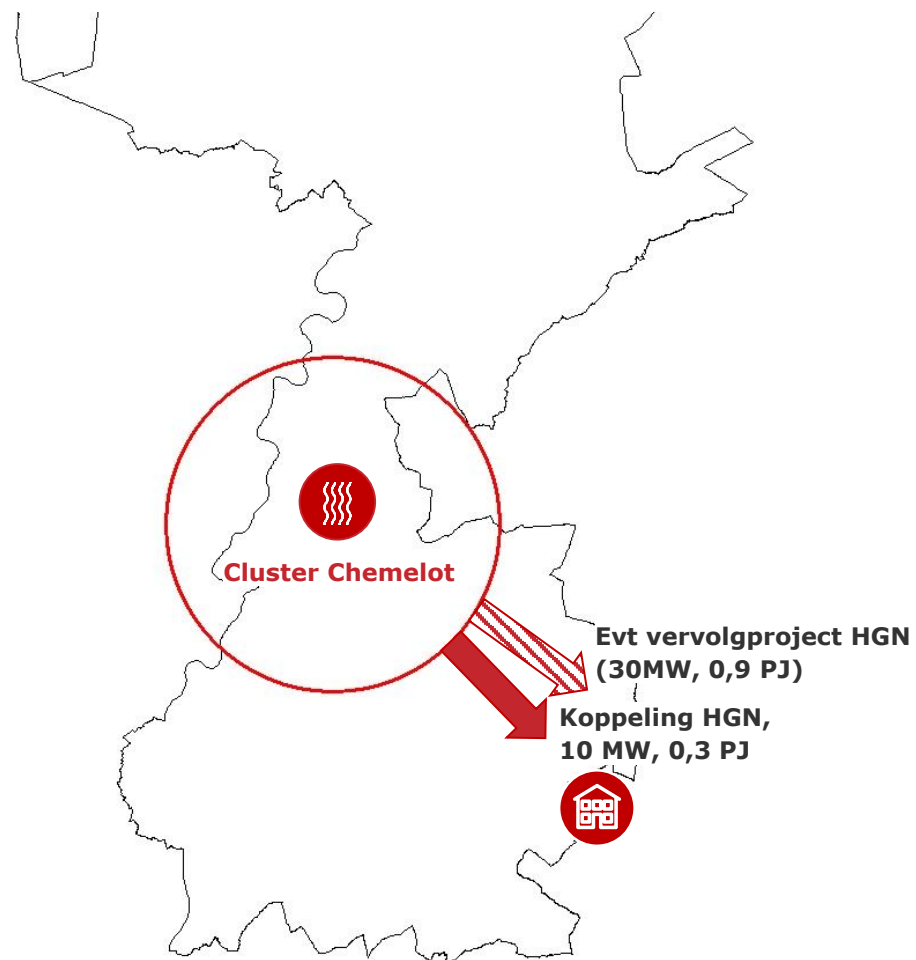 Cluster Chemelot
Evt vervolgproject HGN
(30MW, 0,9 PJ)
Koppeling HGN,
10 MW, 0,3 PJ